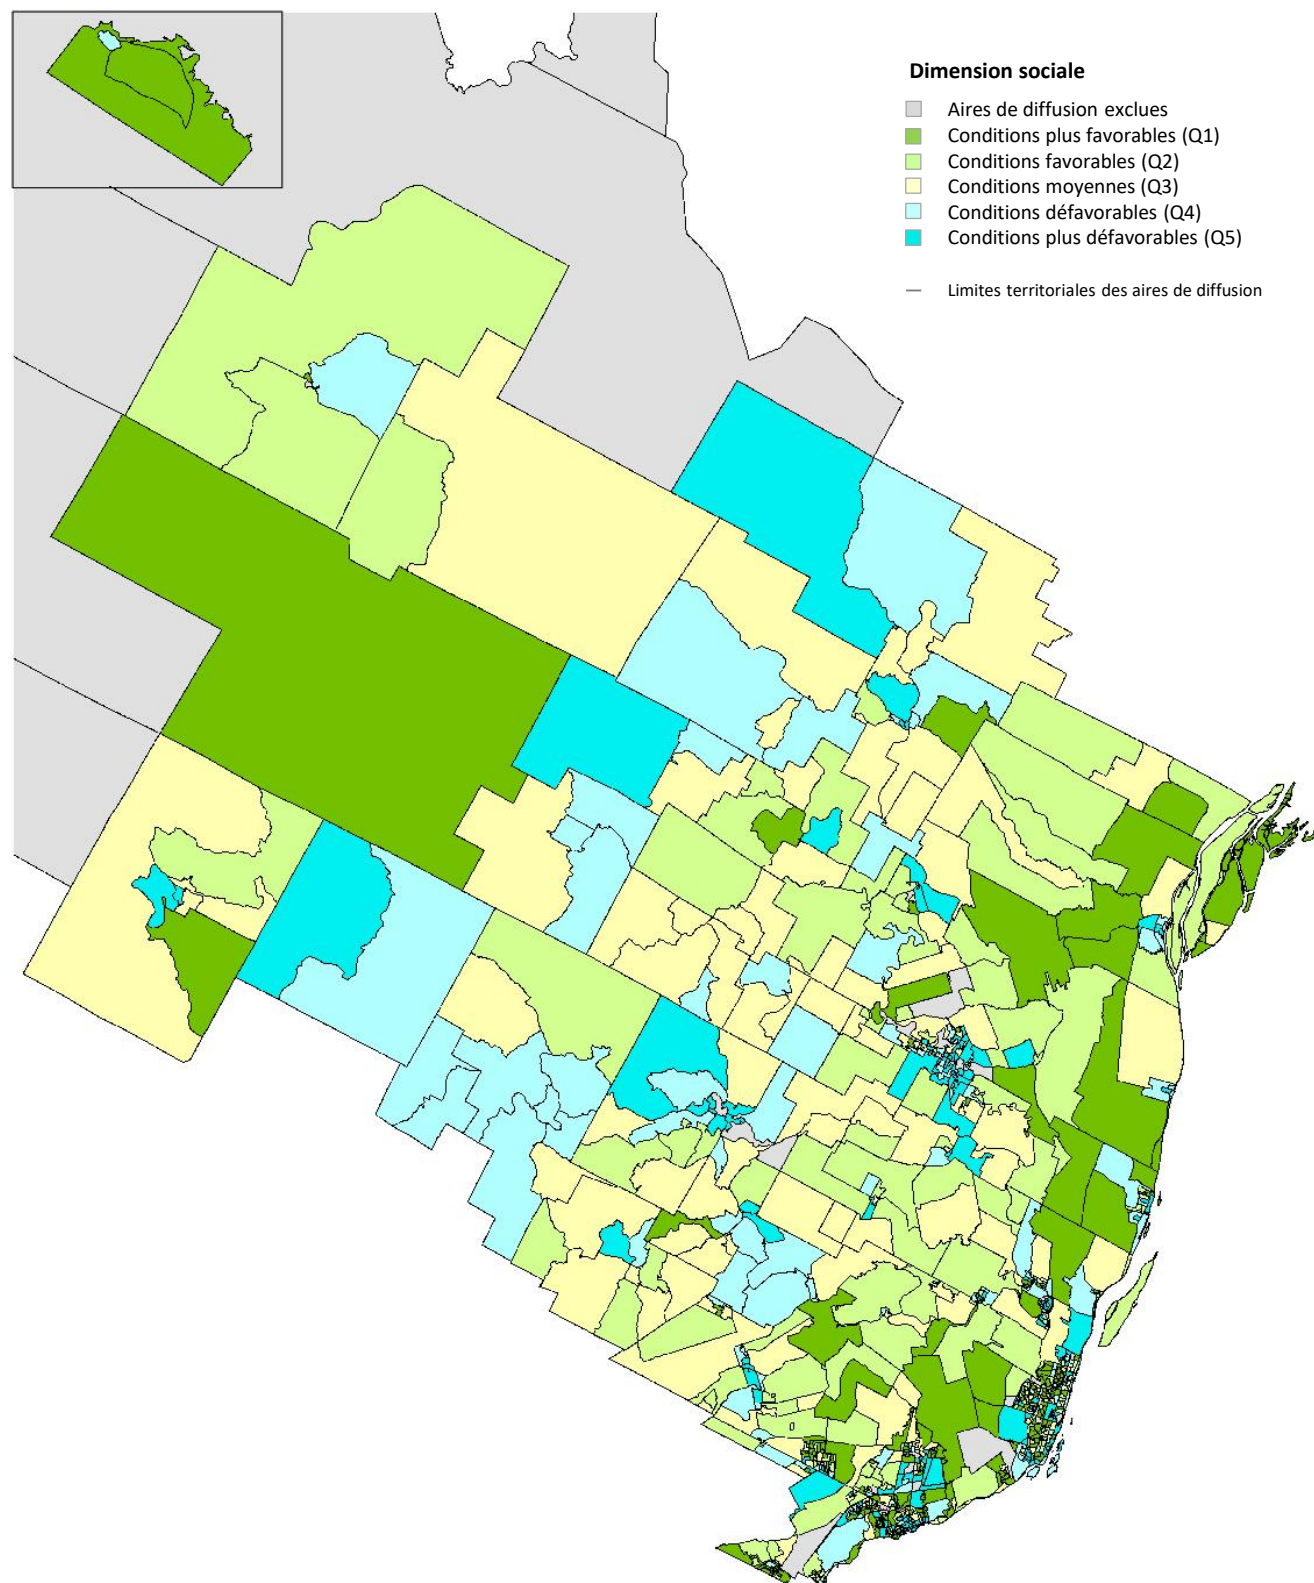 Dimension sociale
Aires de diffusion exclues
Conditions plus favorables (Q1)
Conditions favorables (Q2)
Conditions moyennes (Q3)
Conditions défavorables (Q4)
Conditions plus défavorables (Q5)
Limites territoriales des aires de diffusion